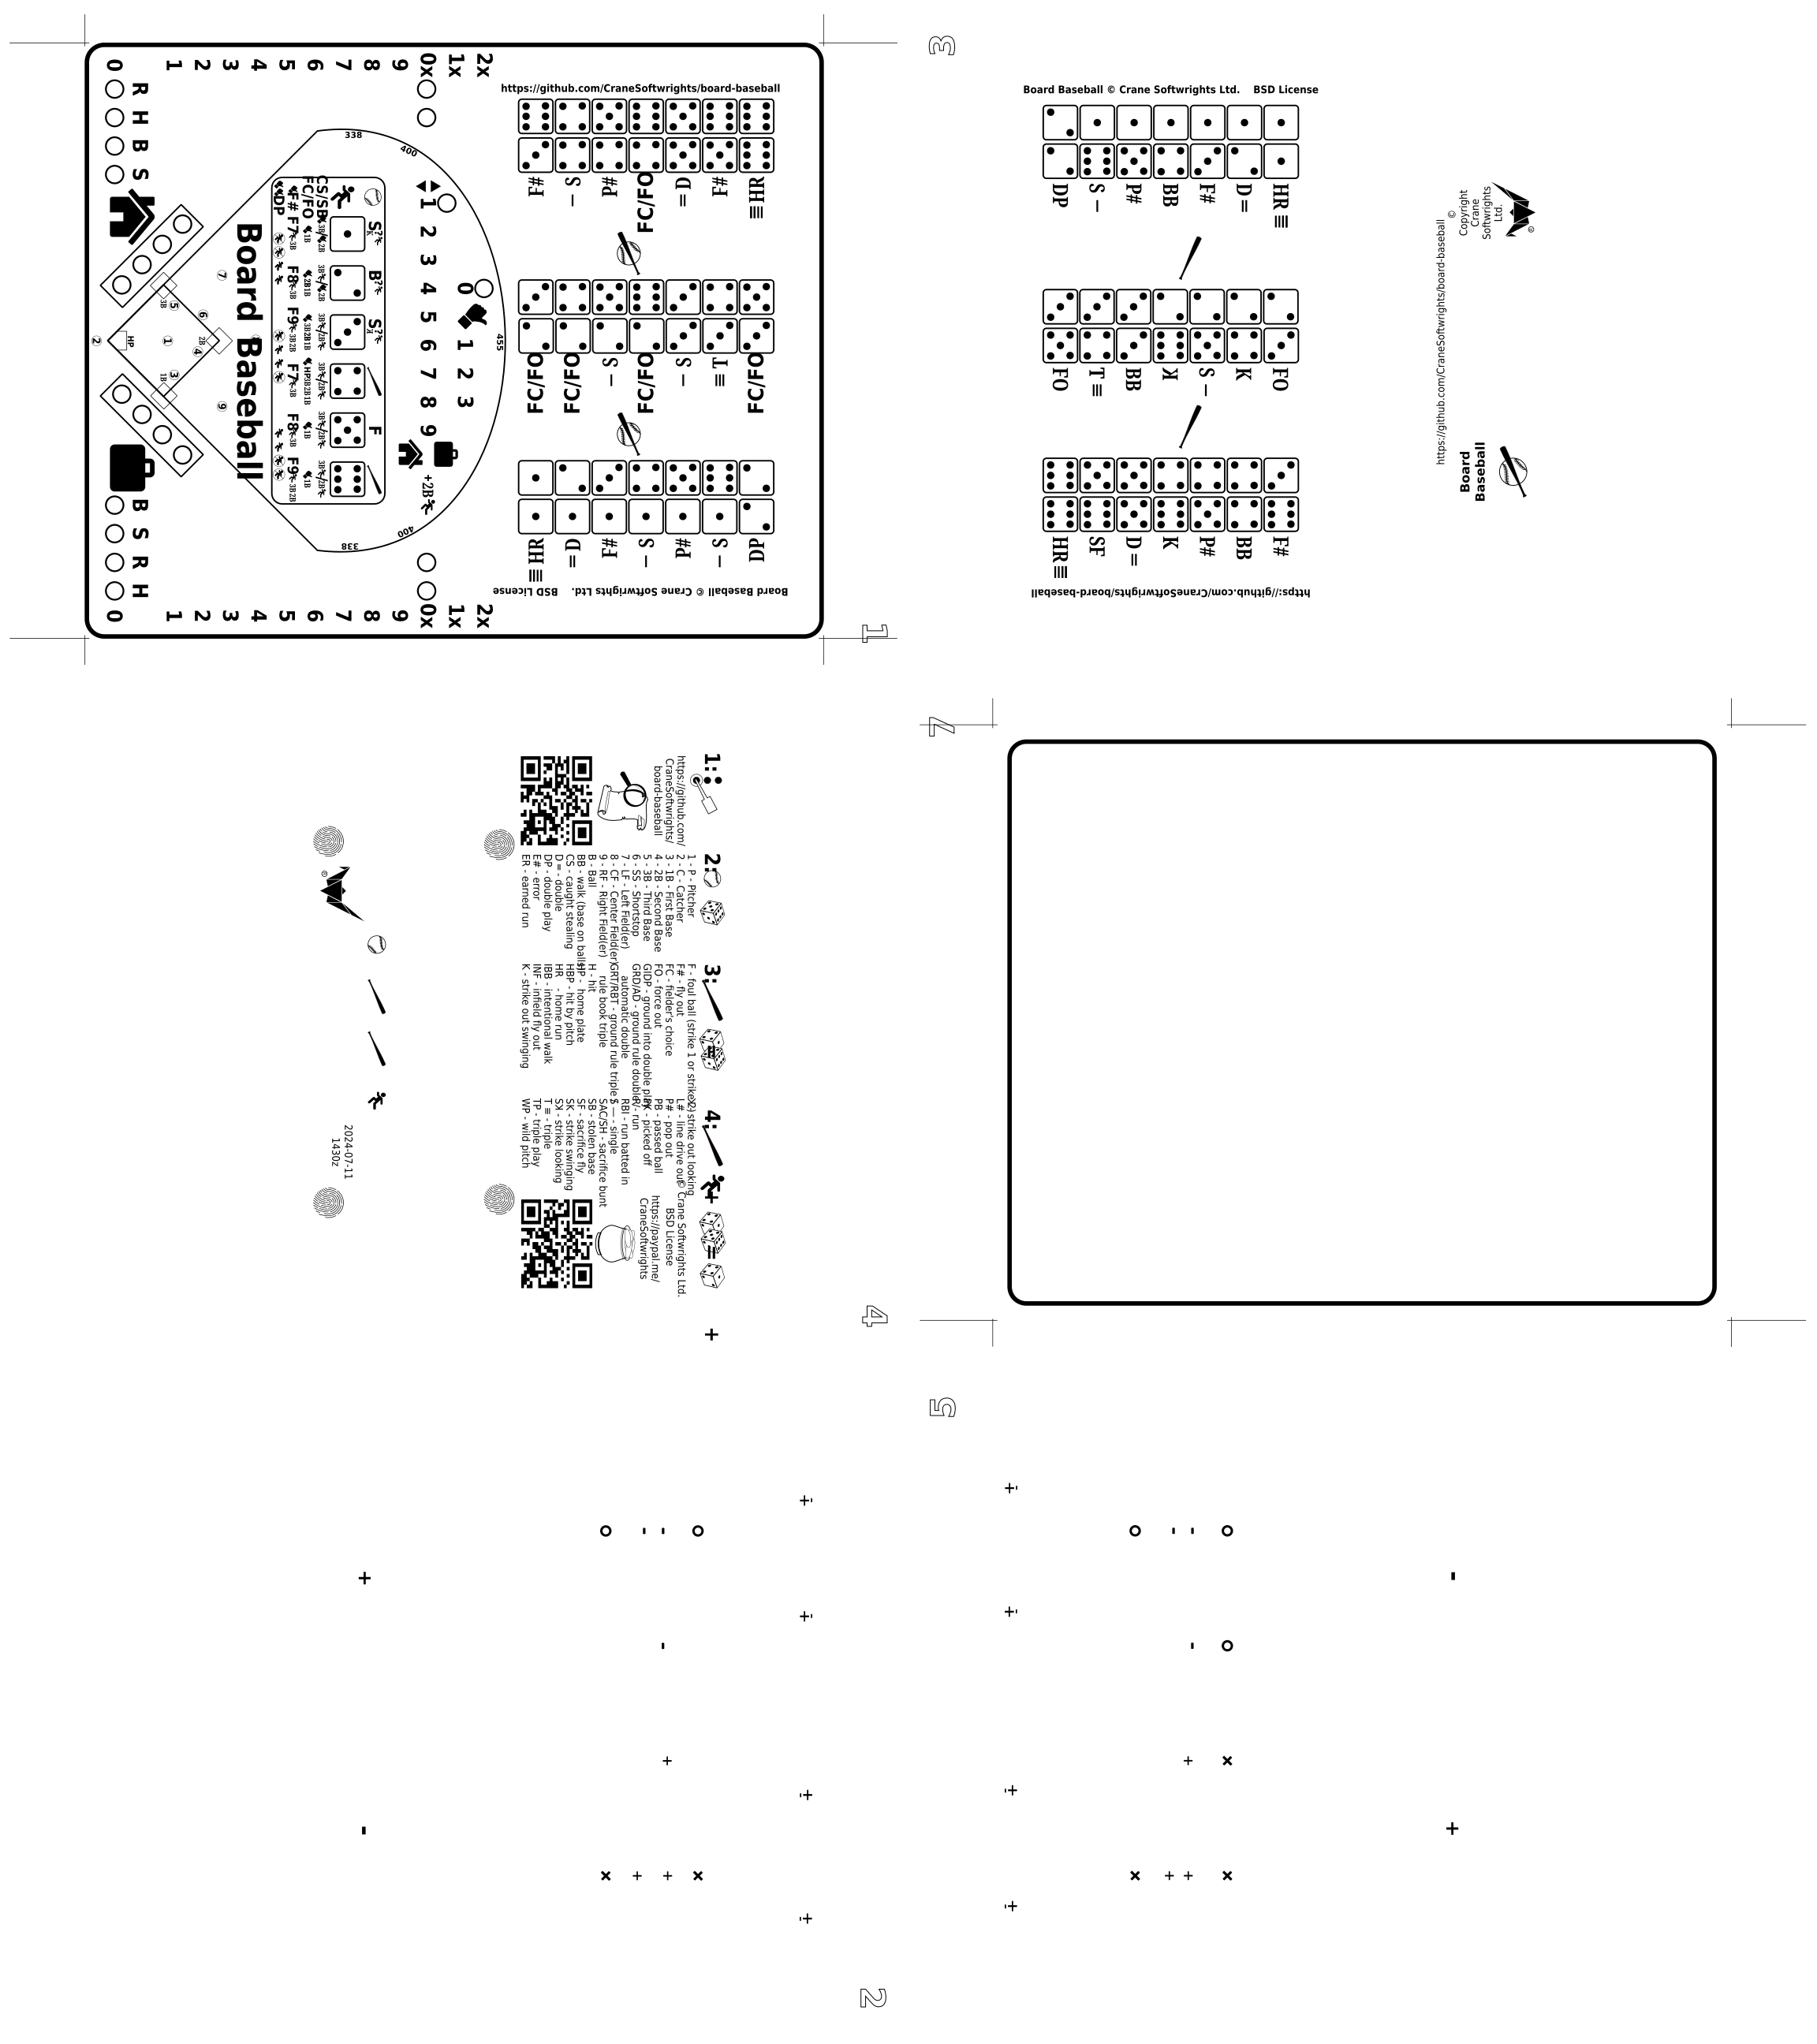 https://github.com/CraneSoftwrights/board-baseball
0 1 2 3 4 5 6 7 8 9 0x 1x 2x
R
H
B
S
338
400
455
400
338
Board Baseball
CS/SB
FC/FO
F#
DP
S?
B?
S?
F
F7
F8
F9
F7
F8
F9
HP
1B
2B
3B
1 2 3 4 5 6 7 8 9
0 1 2 3
+2B
B
S
R
H
0 1 2 3 4 5 6 7 8 9 0x 1x 2x
F#
S –
P#
FC/FO
D =
F#
HR ≣
FC/FO
FC/FO
S –
FC/FO
S –
T ≡
FC/FO
HR ≣
D =
F#
S –
P#
S –
DP
Board Baseball © Crane Softwrights Ltd. BSD License
1
3
Board Baseball © Crane Softwrights Ltd. BSD License
DP
S –
P#
BB
F#
D =
HR ≣
FO
T ≡
BB
K
S –
K
FO
HR ≣
SF
D =
K
P#
BB
F#
https://github.com/CraneSoftwrights/board-baseball
©
Copyright
Crane
Softwrights
Ltd.
https://github.com/CraneSoftwrights/board-baseball
Board
Baseball
1:
https://github.com/
CraneSoftwrights/
board-baseball
2:
1 - P - Pitcher
2 - C - Catcher
3 - 1B - First Base
4 - 2B - Second Base
5 - 3B - Third Base
6 - SS - Shortstop
7 - LF - Left Field(er)
8 - CF - Center Field(er)
9 - RF - Right Field(er)
B - Ball
BB - walk (base on balls)
CS - caught stealing
D = - double
DP - double play
E# - error
ER - earned run
3:
F - foul ball (strike 1 or strike 2)
F# - fly out
FC - fielder's choice
FO - force out
GIDP - ground into double play
GRD/AD - ground rule double/
automatic double
GRT/RBT - ground rule triple/
rule book triple
H - hit
HP - home plate
HBP - hit by pitch
HR - home run
IBB - intentional walk
INF - infield fly out
K - strike out swinging
4:
strike out looking
L# - line drive out
P# - pop out
PB - passed ball
PK - picked off
R - run
RBI - run batted in
S — - single
SAC/SH - sacrifice bunt
SB - stolen base
SF - sacrifice fly
SK - strike swinging
SꓘK - strike looking
T ≡ - triple
TP - triple play
WP - wild pitch
© Crane Softwrights Ltd.
BSD License
https://paypal.me/
CraneSoftwrights
+
=
+
2024-07-11
1430z
4
7
5
2